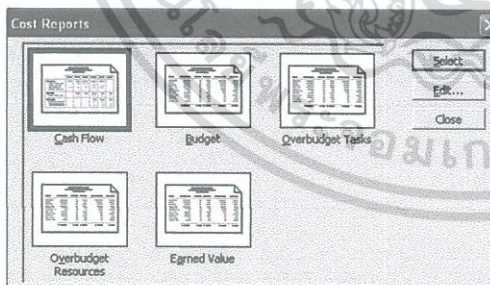 Cost Reports
Select
Edit...
Close
Cash Flow
Budget
Overbudget Tasks
Overbudget
Resources
Earned Value